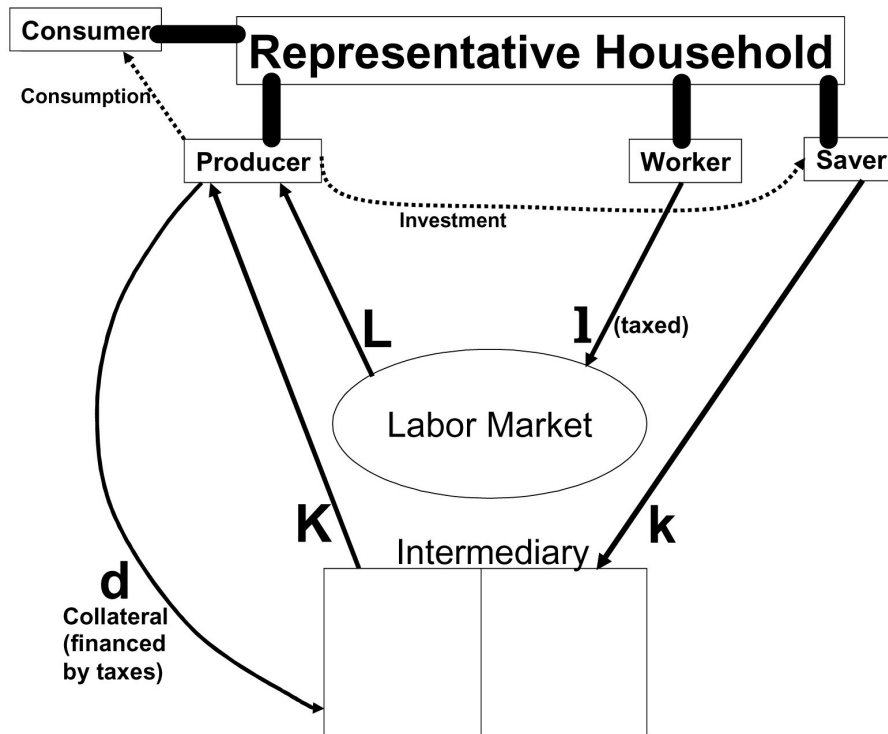 Consumer
Representative Household
Consumption
Producer
Worker
Saver
Investment
L
l
(taxed)
Labor Market
K
k
Intermediary
d
Collateral
(financed
by taxes)